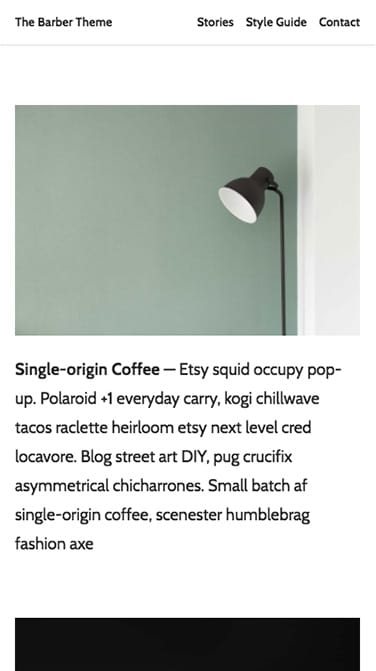 The Barber Theme
Stories Style Guide Contact
Single-origin Coffee — Etsy squid occupy pop-
up. Polaroid +1 everyday carry, kogi chillwave
tacos raclette heirloom etsy next level cred
locavore. Blog street art DIY, pug crucifix
asymmetrical chicharrones. Small batch af
single-origin coffee, scenester humblebrag
fashion axe